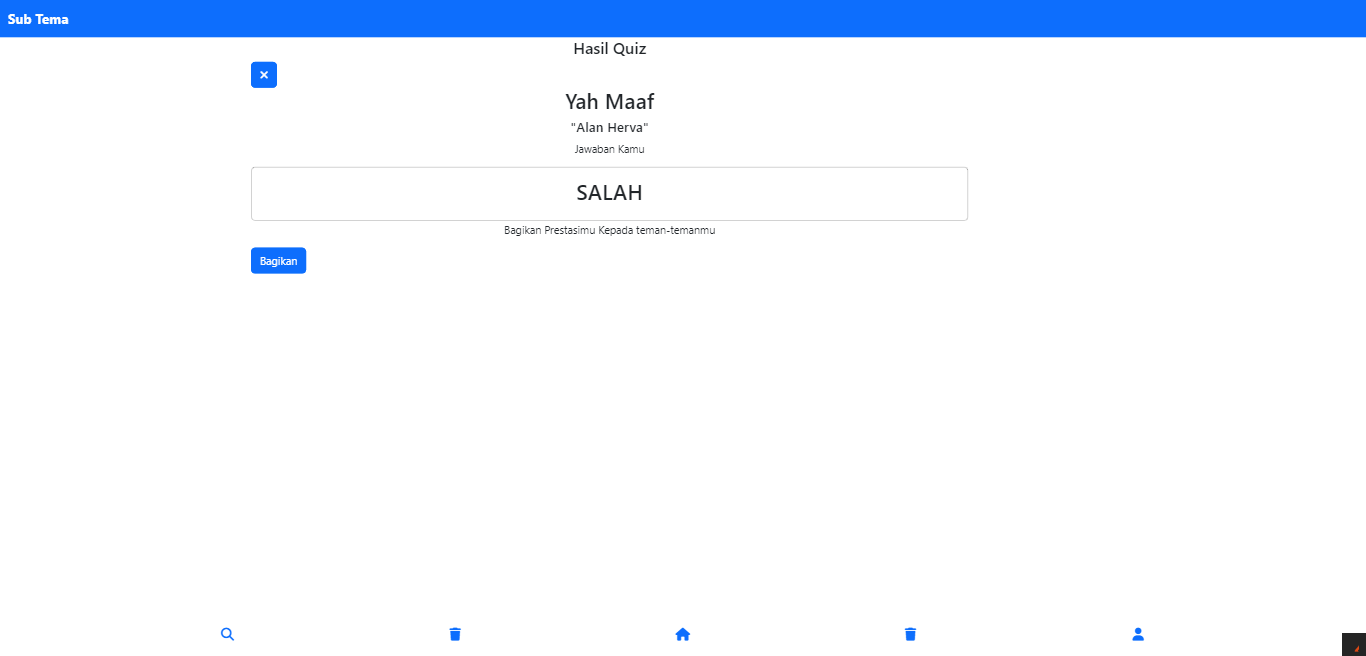 Sub Tema
Hasil Quiz
Yah Maaf
"Alan Herva"
Jawaban Kamu
SALAH
Bagikan Prestasimu Kepada teman-temanmu
Bagikan